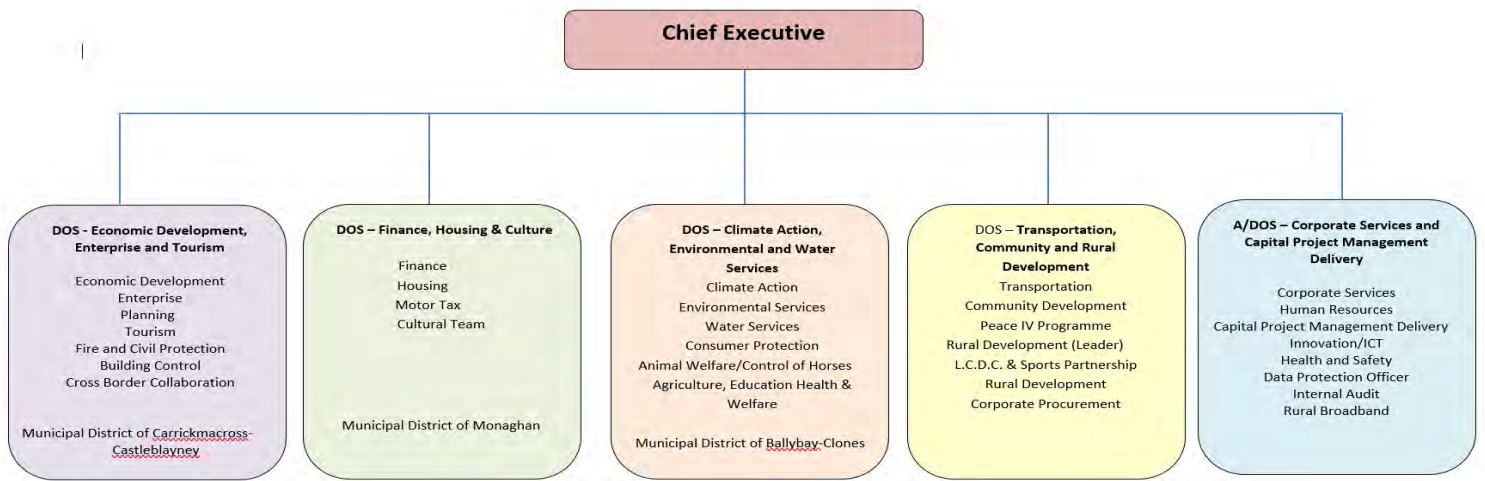 Chief Executive
DOS - Economic Development,
Enterprise and Tourism
Economic Development
Enterprise
Planning
Tourism
Fire and Civil Protection
Building Control
Cross Border Collaboration
Municipal District of Carrickmacross-
Castleblayney
DOS – Finance, Housing & Culture
Finance
Housing
Motor Tax
Cultural Team
Municipal District of Monaghan
DOS – Climate Action,
Environmental and Water
Services
Climate Action
Environmental Services
Water Services
Consumer Protection
Animal Welfare/Control of Horses
Agriculture, Education Health &
Welfare
Municipal District of Ballybay-Clones
DOS – Transportation,
Community and Rural
Development
Transportation
Community Development
Peace IV Programme
Rural Development (Leader)
L.C.D.C. & Sports Partnership
Rural Development
Corporate Procurement
A/DOS – Corporate Services and
Capital Project Management
Delivery
Corporate Services
Human Resources
Capital Project Management Delivery
Innovation/ICT
Health and Safety
Data Protection Officer
Internal Audit
Rural Broadband